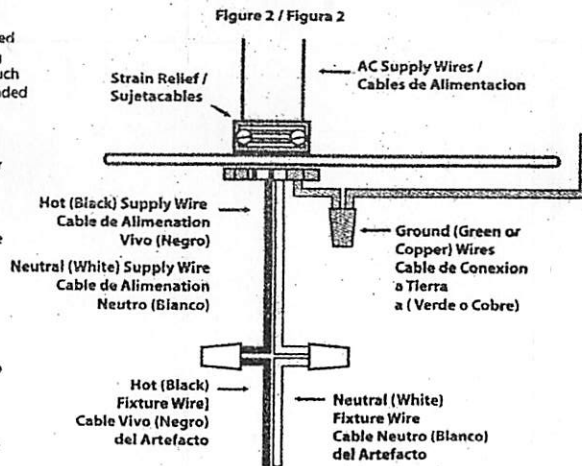 Figure 2 / Figura 2
Strain Relief /
Sujetacables
AC Supply Wires /
Cables de Alimentacion
Hot (Black) Supply Wire
Cable de Alimenation
Vivo (Negro)
Neutral (White) Supply Wire
Cable de Alimenation
Neutro (Blanco)
Ground (Green or
Copper) Wires
Cable de Conexion
a Tierra
a ( Verde o Cobre)
Hot (Black)
Fixture Wire)
Cable Vivo (Negro)
del Artefacto
Neutral (White)
Fixture Wire
Cable Neutro (Blanco)
del Artefacto